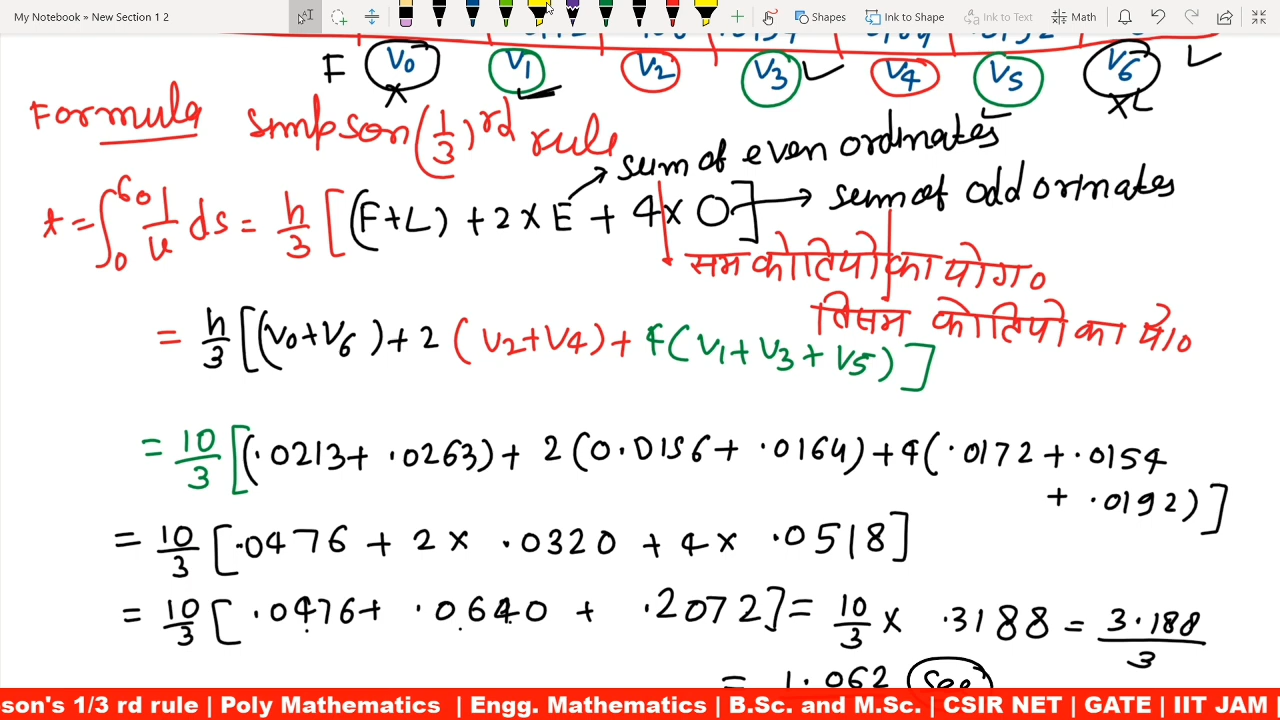 My Notebook » New Section 1 2
Shapes Ink to Shape Ink to Text Math
F V0 V1 V2 V3 V4 V5 V6
Formula Simpson (1/3)rd rule
sum of even ordinates
t = ∫₀⁶⁰ 1/v ds = h/3 [(F+L) + 2 × E + 4 × O] → sum of odd orinates
सम कोटियो का योग०
विसम कोटियो का यो०
= h/3 [(V0+V6) + 2 (V2+V4) + 4(V1+V3+V5)]
= 10/3 [(.0213 + .0263) + 2 (0.0156 + .0164) + 4(.0172 + .0154
+ .0192)]
= 10/3 [.0476 + 2 × .0320 + 4 × .0518]
= 10/3 [.0476 + .0640 + .2072] = 10/3 × .3188 = 3.188/3
= 1.062 sec
son's 1/3 rd rule | Poly Mathematics | Engg. Mathematics | B.Sc. and M.Sc. | CSIR NET | GATE | IIT JAM |